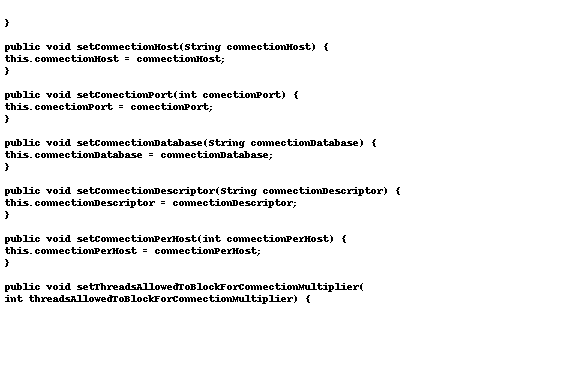 }
public void setConnectionHost(String connectionHost) {
this.connectionHost = connectionHost;
}
public void setConectionPort(int conectionPort) {
this.conectionPort = conectionPort;
}
public void setConnectionDatabase(String connectionDatabase) {
this.connectionDatabase = connectionDatabase;
}
public void setConnectionDescriptor(String connectionDescriptor) {
this.connectionDescriptor = connectionDescriptor;
}
public void setConnectionPerHost(int connectionPerHost) {
this.connectionPerHost = connectionPerHost;
}
public void setThreadsAllowedToBlockForConnectionMultiplier(
int threadsAllowedToBlockForConnectionMultiplier) {